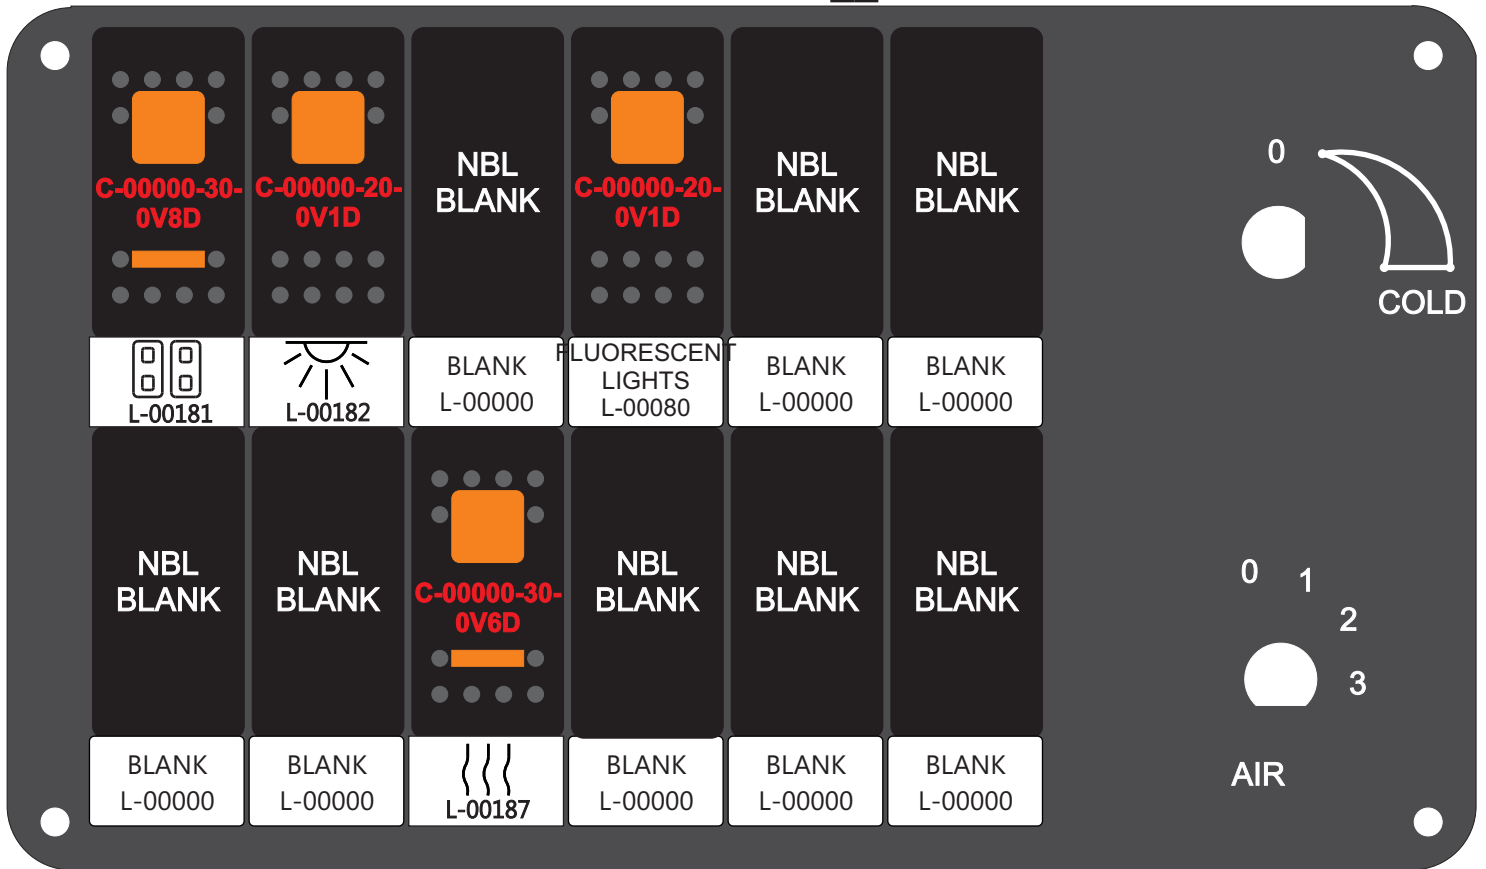 C-00000-30-
0V8D
C-00000-20-
0V1D
NBL
BLANK
C-00000-20-
0V1D
NBL
BLANK
NBL
BLANK
L-00181
L-00182
BLANK
L-00000
FLUORESCENT
LIGHTS
L-00080
BLANK
L-00000
BLANK
L-00000
NBL
BLANK
NBL
BLANK
C-00000-30-
0V6D
NBL
BLANK
NBL
BLANK
NBL
BLANK
BLANK
L-00000
BLANK
L-00000
L-00187
BLANK
L-00000
BLANK
L-00000
BLANK
L-00000
0
COLD
0
1
2
3
AIR